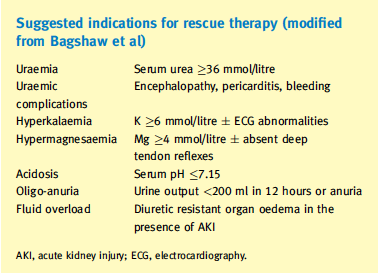 Suggested indications for rescue therapy (modified
from Bagshaw et al)
Uraemia Serum urea ≥36 mmol/litre
Uraemic Encephalopathy, pericarditis, bleeding
complications
Hyperkalaemia K ≥6 mmol/litre ± ECG abnormalities
Hypermagnesaemia Mg ≥4 mmol/litre ± absent deep
tendon reflexes
Acidosis Serum pH ≤7.15
Oligo-anuria Urine output <200 ml in 12 hours or anuria
Fluid overload Diuretic resistant organ oedema in the
presence of AKI
AKI, acute kidney injury; ECG, electrocardiography.